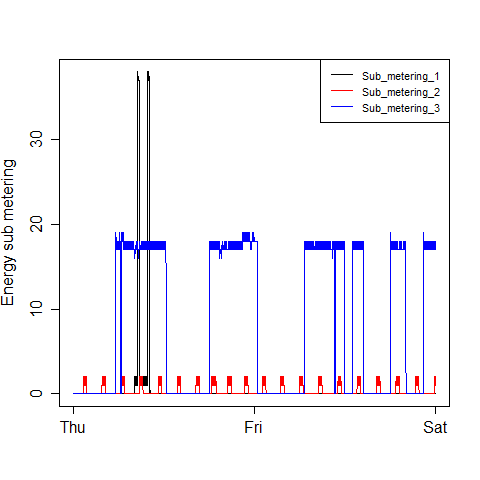 Sub_metering_1
Sub_metering_2
Sub_metering_3
Energy sub metering
30
20
10
0
Thu Fri Sat